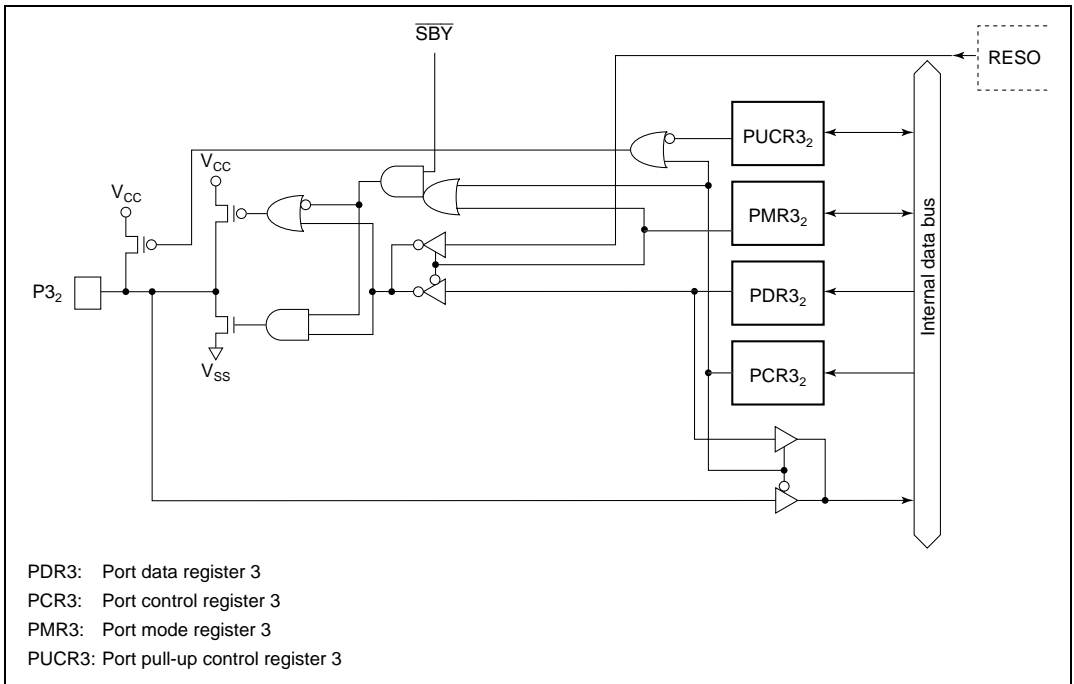 SBY
RESO
PUCR3₂
V_CC
V_CC
PMR3₂
P3₂
PDR3₂
Internal data bus
V_SS
PCR3₂
PDR3: Port data register 3
PCR3: Port control register 3
PMR3: Port mode register 3
PUCR3: Port pull-up control register 3